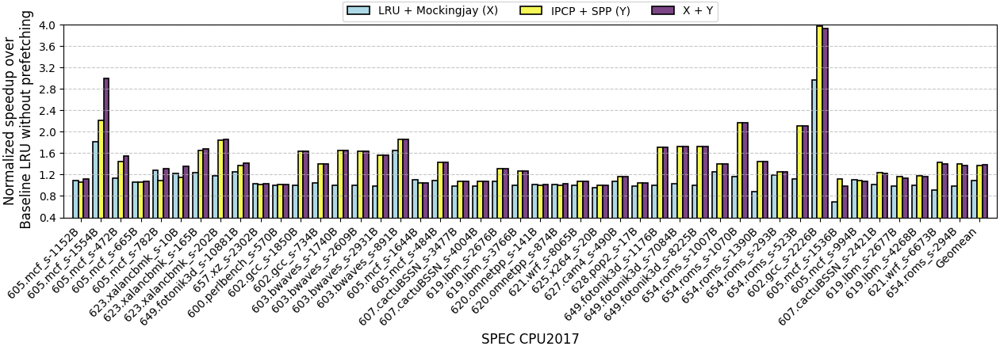 LRU + Mockingjay (X)
IPCP + SPP (Y)
X + Y
Normalized speedup over
Baseline LRU without prefetching
4.0
3.6
3.2
2.8
2.4
2.0
1.6
1.2
0.8
0.4
605.mcf_s-1152B
605.mcf_s-1554B
605.mcf_s-472B
605.mcf_s-665B
605.mcf_s-782B
623.xalancbmk_s-10B
623.xalancbmk_s-165B
623.xalancbmk_s-202B
649.fotonik3d_s-10881B
657.xz_s-2302B
600.perlbench_s-570B
602.gcc_s-1850B
602.gcc_s-734B
603.bwaves_s-1740B
603.bwaves_s-2609B
603.bwaves_s-2931B
603.bwaves_s-891B
605.mcf_s-1644B
605.mcf_s-484B
607.cactuBSSN_s-3477B
607.cactuBSSN_s-4004B
619.lbm_s-2676B
619.lbm_s-3766B
620.omnetpp_s-141B
620.omnetpp_s-874B
621.wrf_s-8065B
625.x264_s-20B
627.cam4_s-490B
628.pop2_s-17B
649.fotonik3d_s-1176B
649.fotonik3d_s-7084B
649.fotonik3d_s-8225B
654.roms_s-1007B
654.roms_s-1070B
654.roms_s-1390B
654.roms_s-293B
654.roms_s-523B
602.gcc_s-2226B
605.mcf_s-1536B
605.mcf_s-994B
607.cactuBSSN_s-2421B
619.lbm_s-2677B
619.lbm_s-4268B
621.wrf_s-6673B
654.roms_s-294B
Geomean
SPEC CPU2017